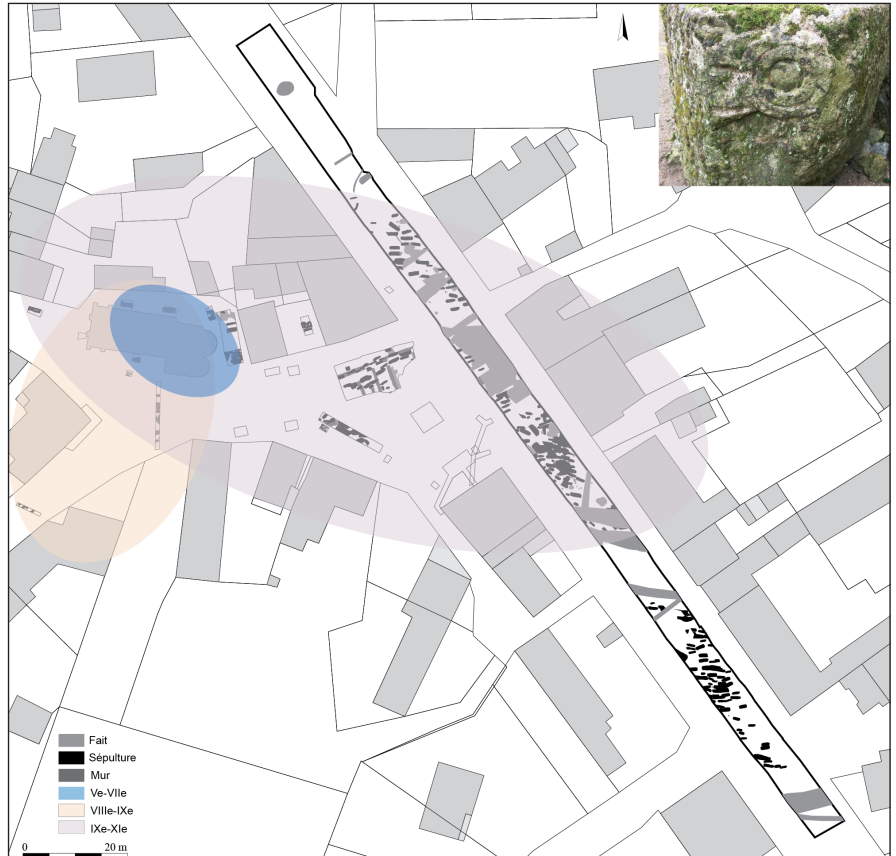 Fait
Sépulture
Mur
Ve-VIIe
VIIIe-IXe
IXe-XIe
0 20 m